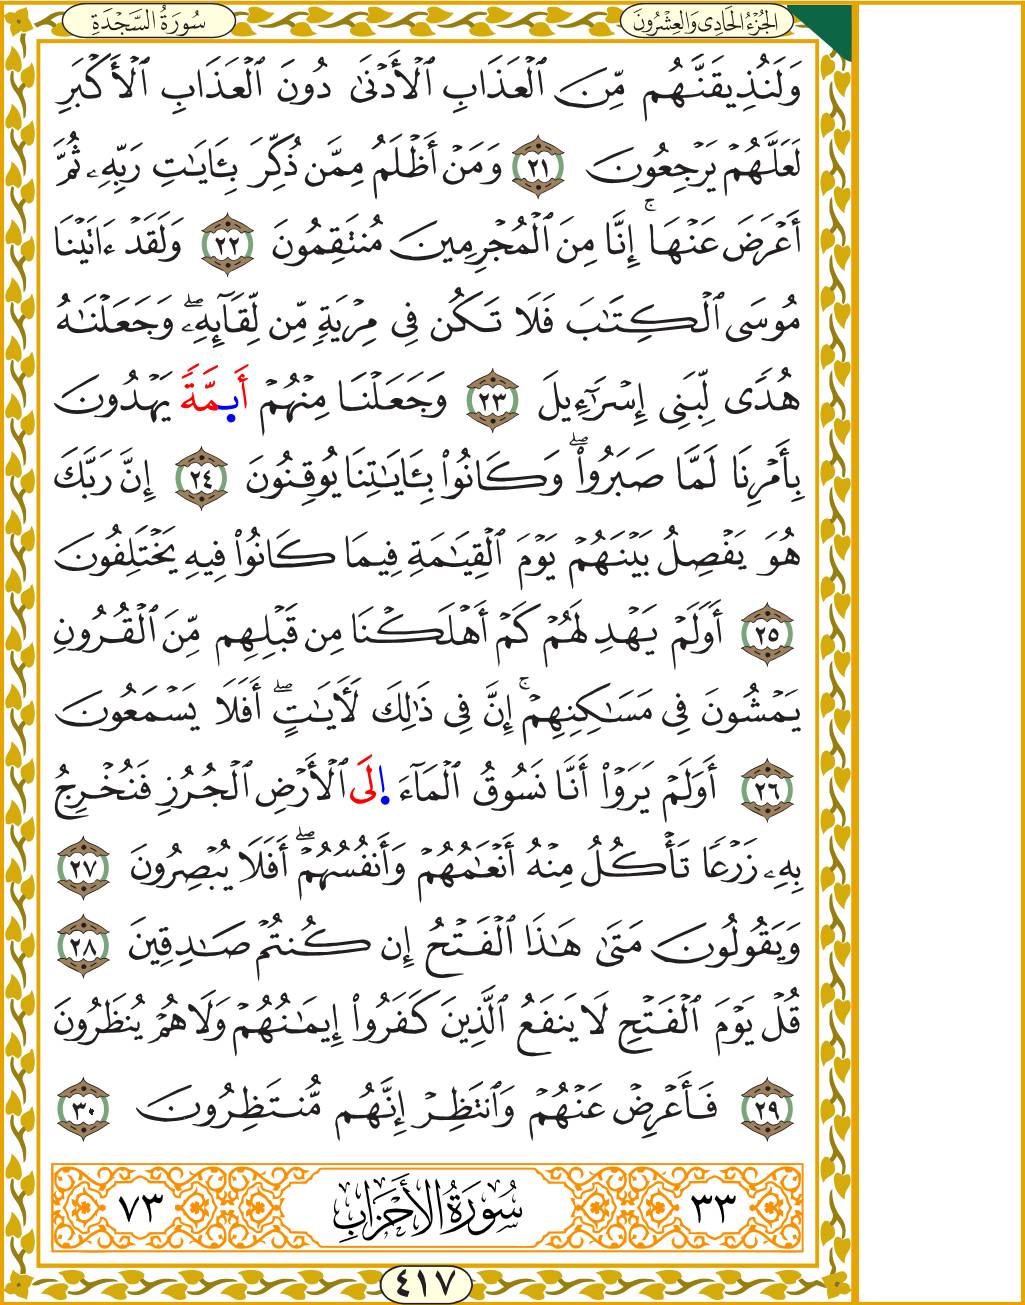 الجُزْءُ الحَادِي وَالعِشْرُونَ
سُورَةُ السَّجْدَةِ
وَلَنُذِيقَنَّهُم مِّنَ ٱلْعَذَابِ ٱلْأَدْنَىٰ دُونَ ٱلْعَذَابِ ٱلْأَكْبَرِ
لَعَلَّهُمْ يَرْجِعُونَ ٢١ وَمَنْ أَظْلَمُ مِمَّن ذُكِّرَ بِـَٔايَٰتِ رَبِّهِۦ ثُمَّ
أَعْرَضَ عَنْهَآ ۚ إِنَّا مِنَ ٱلْمُجْرِمِينَ مُنتَقِمُونَ ٢٢ وَلَقَدْ ءَاتَيْنَا
مُوسَى ٱلْكِتَٰبَ فَلَا تَكُن فِى مِرْيَةٍ مِّن لِّقَآئِهِۦ ۖ وَجَعَلْنَٰهُ
هُدًى لِّبَنِىٓ إِسْرَٰٓءِيلَ ٢٣ وَجَعَلْنَا مِنْهُمْ أَىِمَّةً يَهْدُونَ
بِأَمْرِنَا لَمَّا صَبَرُوا۟ ۖ وَكَانُوا۟ بِـَٔايَٰتِنَا يُوقِنُونَ ٢٤ إِنَّ رَبَّكَ
هُوَ يَفْصِلُ بَيْنَهُمْ يَوْمَ ٱلْقِيَٰمَةِ فِيمَا كَانُوا۟ فِيهِ يَخْتَلِفُونَ
٢٥ أَوَلَمْ يَهْدِ لَهُمْ كَمْ أَهْلَكْنَا مِن قَبْلِهِم مِّنَ ٱلْقُرُونِ
يَمْشُونَ فِى مَسَٰكِنِهِمْ ۚ إِنَّ فِى ذَٰلِكَ لَـَٔايَٰتٍ ۖ أَفَلَا يَسْمَعُونَ
٢٦ أَوَلَمْ يَرَوْا۟ أَنَّا نَسُوقُ ٱلْمَآءَ اِلَى ٱلْأَرْضِ ٱلْجُرُزِ فَنُخْرِجُ
بِهِۦ زَرْعًا تَأْكُلُ مِنْهُ أَنْعَٰمُهُمْ وَأَنفُسُهُمْ ۖ أَفَلَا يُبْصِرُونَ ٢٧
وَيَقُولُونَ مَتَىٰ هَٰذَا ٱلْفَتْحُ إِن كُنتُمْ صَٰدِقِينَ ٢٨
قُلْ يَوْمَ ٱلْفَتْحِ لَا يَنفَعُ ٱلَّذِينَ كَفَرُوٓا۟ إِيمَٰنُهُمْ وَلَا هُمْ يُنظَرُونَ
٢٩ فَأَعْرِضْ عَنْهُمْ وَٱنتَظِرْ إِنَّهُم مُّنتَظِرُونَ ٣٠
٣٣ سُورَةُ الأَحْزَابِ ٧٣
٤١٧